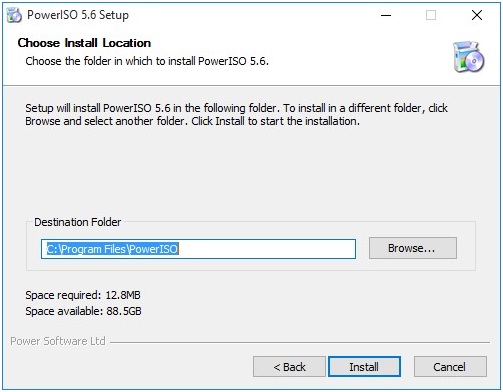 PowerISO 5.6 Setup
Choose Install Location
Choose the folder in which to install PowerISO 5.6.
Setup will install PowerISO 5.6 in the following folder. To install in a different folder, click
Browse and select another folder. Click Install to start the installation.
Destination Folder
C:\Program Files\PowerISO
Browse...
Space required: 12.8MB
Space available: 88.5GB
Power Software Ltd
< Back
Install
Cancel